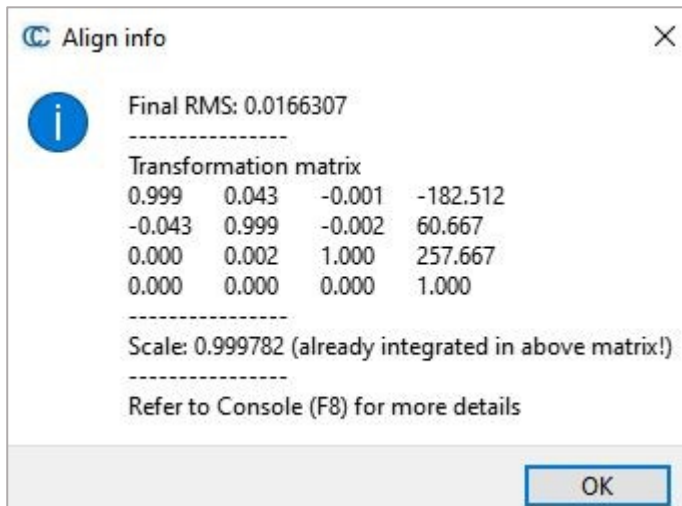 Align info
Final RMS: 0.0166307
----------------
Transformation matrix
0.999 0.043 -0.001 -182.512
-0.043 0.999 -0.002 60.667
0.000 0.002 1.000 257.667
0.000 0.000 0.000 1.000
----------------
Scale: 0.999782 (already integrated in above matrix!)
----------------
Refer to Console (F8) for more details
OK